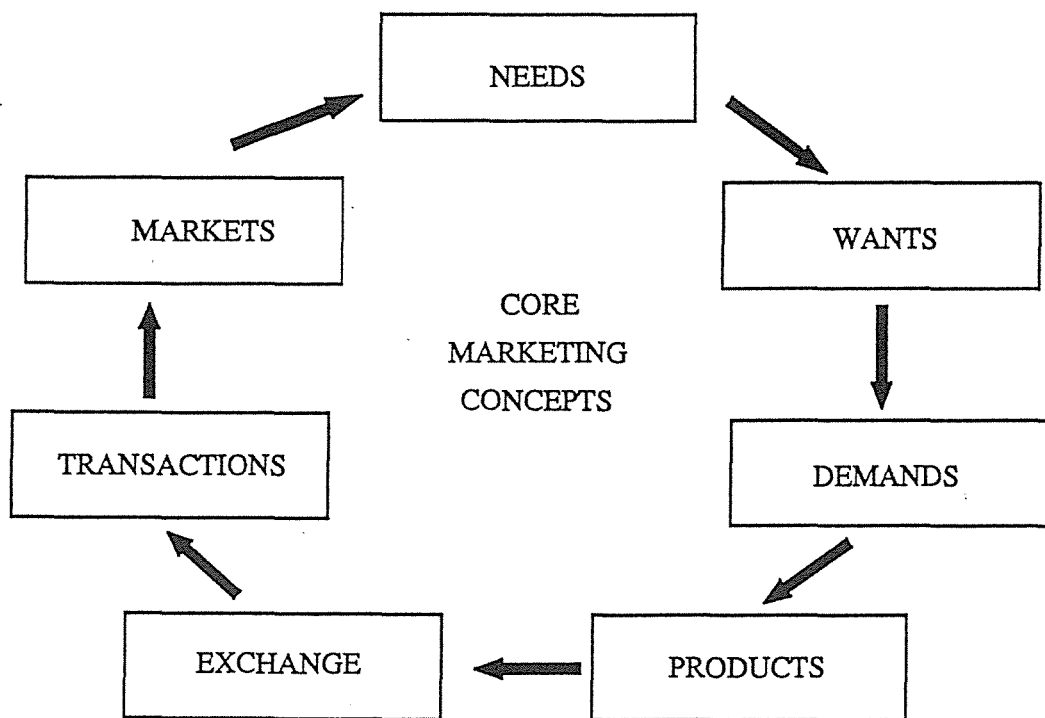 NEEDS
MARKETS
WANTS
CORE
MARKETING
CONCEPTS
TRANSACTIONS
DEMANDS
EXCHANGE
PRODUCTS